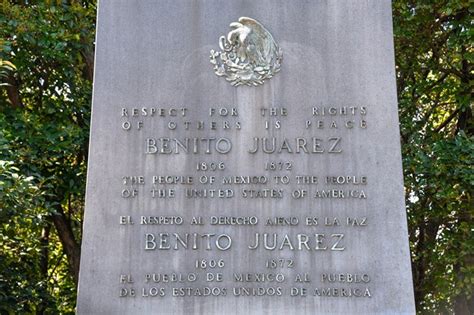 RESPECT FOR THE RIGHTS
OF OTHERS IS PEACE
BENITO JUAREZ
1806 1872
THE PEOPLE OF MEXICO TO THE PEOPLE
OF THE UNITED STATES OF AMERICA
EL RESPETO AL DERECHO AJENO ES LA PAZ
BENITO JUAREZ
1806 1872
EL PUEBLO DE MEXICO AL PUEBLO
DE LOS ESTADOS UNIDOS DE AMERICA